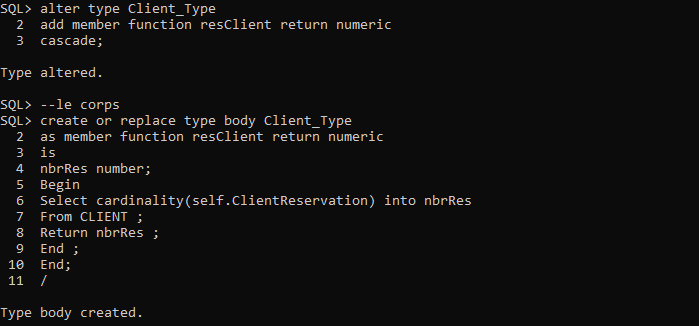 SQL> alter type Client_Type
  2  add member function resClient return numeric
  3  cascade;
Type altered.
SQL> --le corps
SQL> create or replace type body Client_Type
  2  as member function resClient return numeric
  3  is
  4  nbrRes number;
  5  Begin
  6  Select cardinality(self.ClientReservation) into nbrRes
  7  From CLIENT ;
  8  Return nbrRes ;
  9  End ;
 10  End;
 11  /
Type body created.